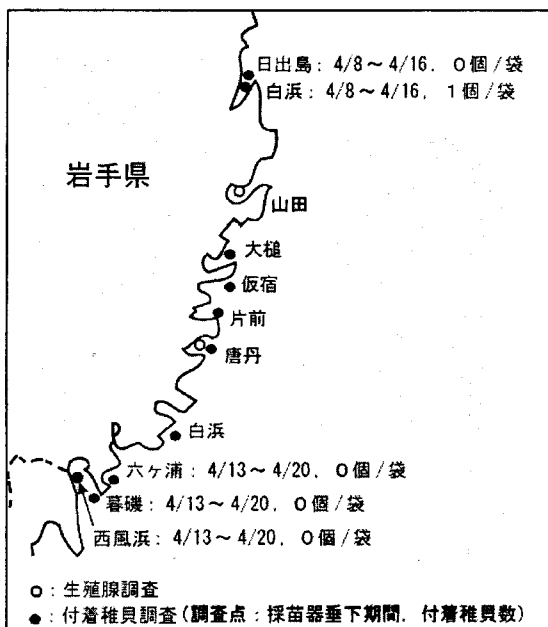 日出島：4/8～4/16，0個/袋
白浜：4/8～4/16，1個/袋
岩手県
山田
大槌
仮宿
片前
唐丹
白浜
六ヶ浦：4/13～4/20，0個/袋
暮磯：4/13～4/20，0個/袋
西風浜：4/13～4/20，0個/袋
○：生殖腺調査
●：付着稚貝調査（調査点：採苗器垂下期間，付着稚貝数）